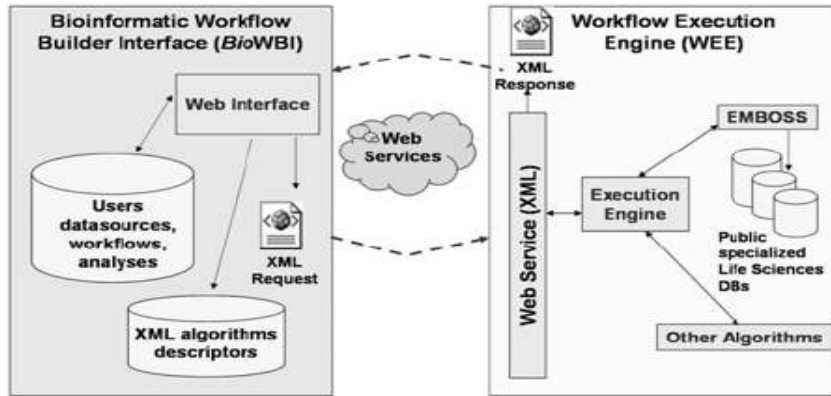 Bioinformatic Workflow
Builder Interface (BioWBI)
Web Interface
Users
datasources,
workflows,
analyses
XML
Request
XML algorithms
descriptors
Web
Services
Workflow Execution
Engine (WEE)
XML
Response
Web Service (XML)
EMBOSS
Execution
Engine
Public
specialized
Life Sciences
DBs
Other Algorithms